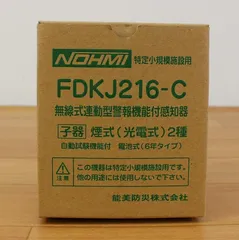 NOHMI 特定小規模施設用
FDKJ216-C
無線式連動型警報機能付感知器
子器 煙式(光電式)2種
自動試験機能付 電池式(6年タイプ)
注意
この機器は特定小規模施設用です。
他の用途には使用しないで下さい。
能美防災株式会社